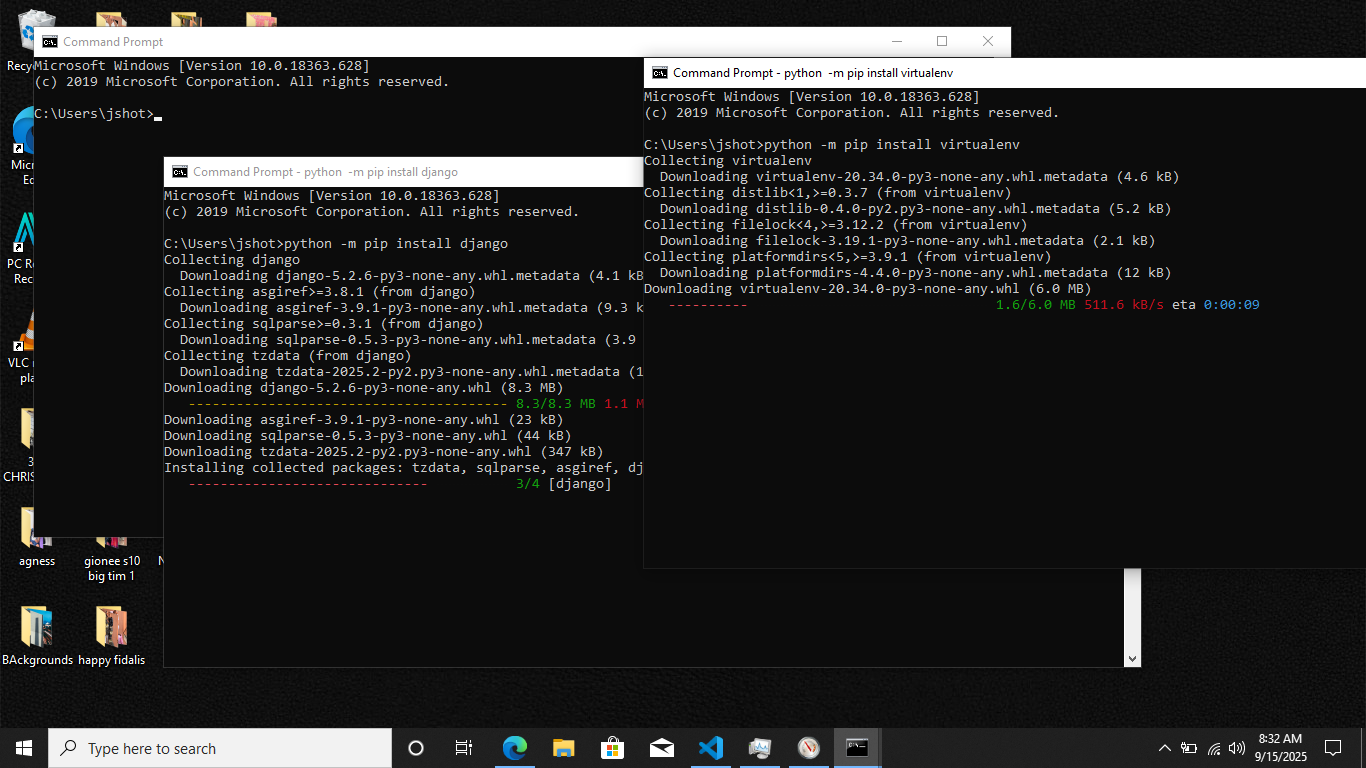 Command Prompt
Microsoft Windows [Version 10.0.18363.628]
(c) 2019 Microsoft Corporation. All rights reserved.
C:\Users\jshot>
Command Prompt - python  -m pip install django
Microsoft Windows [Version 10.0.18363.628]
(c) 2019 Microsoft Corporation. All rights reserved.
C:\Users\jshot>python -m pip install django
Collecting django
Downloading django-5.2.6-py3-none-any.whl.metadata (4.1 kB
Collecting asgiref>=3.8.1 (from django)
Downloading asgiref-3.9.1-py3-none-any.whl.metadata (9.3 k
Collecting sqlparse>=0.3.1 (from django)
Downloading sqlparse-0.5.3-py3-none-any.whl.metadata (3.9
Collecting tzdata (from django)
Downloading tzdata-2025.2-py2.py3-none-any.whl.metadata (1
Downloading django-5.2.6-py3-none-any.whl (8.3 MB)
---------------------------------------- 8.3/8.3 MB 1.1 M
Downloading asgiref-3.9.1-py3-none-any.whl (23 kB)
Downloading sqlparse-0.5.3-py3-none-any.whl (44 kB)
Downloading tzdata-2025.2-py2.py3-none-any.whl (347 kB)
Installing collected packages: tzdata, sqlparse, asgiref, dj
------------------------------ 3/4 [django]
Command Prompt - python  -m pip install virtualenv
Microsoft Windows [Version 10.0.18363.628]
(c) 2019 Microsoft Corporation. All rights reserved.
C:\Users\jshot>python -m pip install virtualenv
Collecting virtualenv
Downloading virtualenv-20.34.0-py3-none-any.whl.metadata (4.6 kB)
Collecting distlib<1,>=0.3.7 (from virtualenv)
Downloading distlib-0.4.0-py2.py3-none-any.whl.metadata (5.2 kB)
Collecting filelock<4,>=3.12.2 (from virtualenv)
Downloading filelock-3.19.1-py3-none-any.whl.metadata (2.1 kB)
Collecting platformdirs<5,>=3.9.1 (from virtualenv)
Downloading platformdirs-4.4.0-py3-none-any.whl.metadata (12 kB)
Downloading virtualenv-20.34.0-py3-none-any.whl (6.0 MB)
---------- 1.6/6.0 MB 511.6 kB/s eta 0:00:09
Recy
Micr
Ed
PC Re
Rec
VLC
pla
3
CHRIS
agness
gionee s10
big tim 1
N
BAckgrounds
happy fidalis
Type here to search
8:32 AM
9/15/2025